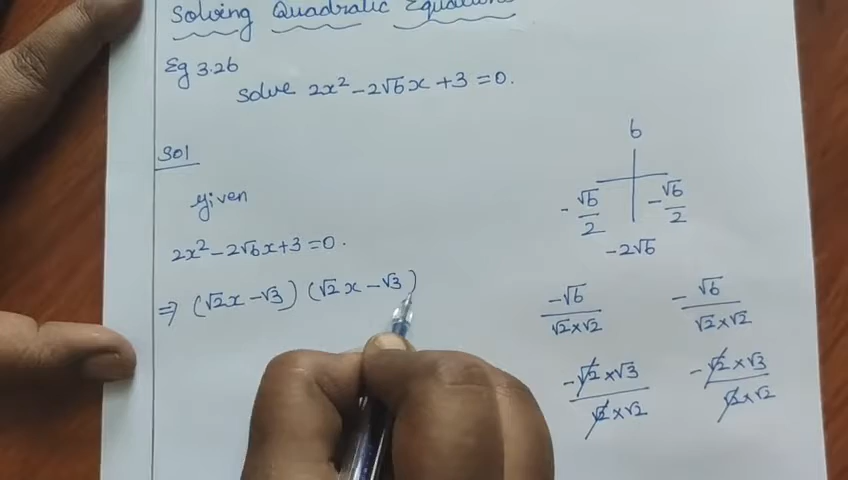 Solving Quadratic Equations
Eg 3.26
Solve 2x² - 2√6x + 3 = 0.
Sol
Given
2x² - 2√6x + 3 = 0.
⇒ (√2x - √3) (√2x - √3)
6
-√6/2 -√6/2
-2√6
-√6/√2×√2 -√6/√2×√2
-√2×√3/√2×√2 -√2×√3/√2×√2